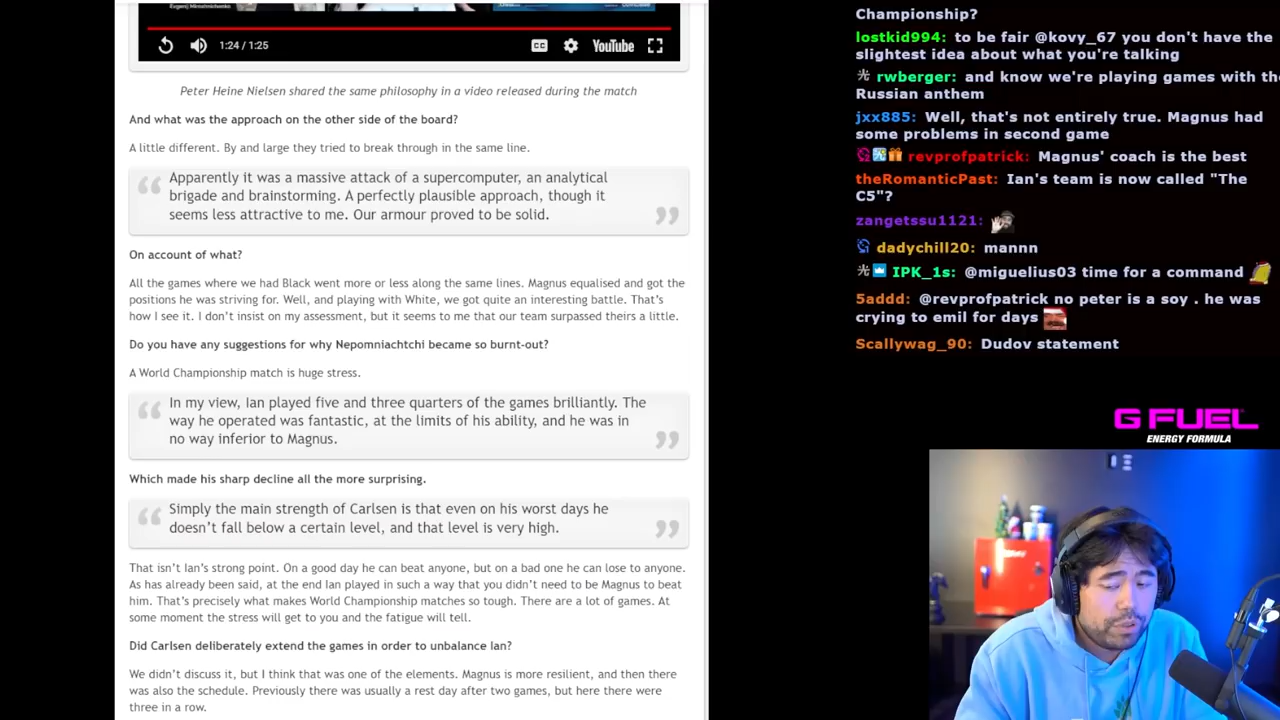 Evgenij Miroshnichenko
1:24 / 1:25
CC
YouTube
Peter Heine Nielsen shared the same philosophy in a video released during the match
And what was the approach on the other side of the board?
A little different. By and large they tried to break through in the same line.
“ Apparently it was a massive attack of a supercomputer, an analytical
brigade and brainstorming. A perfectly plausible approach, though it
seems less attractive to me. Our armour proved to be solid. ”
On account of what?
All the games where we had Black went more or less along the same lines. Magnus equalised and got the
positions he was striving for. Well, and playing with White, we got quite an interesting battle. That’s
how I see it. I don’t insist on my assessment, but it seems to me that our team surpassed theirs a little.
Do you have any suggestions for why Nepomniachtchi became so burnt-out?
A World Championship match is huge stress.
“ In my view, Ian played five and three quarters of the games brilliantly. The
way he operated was fantastic, at the limits of his ability, and he was in
no way inferior to Magnus. ”
Which made his sharp decline all the more surprising.
“ Simply the main strength of Carlsen is that even on his worst days he
doesn’t fall below a certain level, and that level is very high. ”
That isn’t Ian’s strong point. On a good day he can beat anyone, but on a bad one he can lose to anyone.
As has already been said, at the end Ian played in such a way that you didn’t need to be Magnus to beat
him. That’s precisely what makes World Championship matches so tough. There are a lot of games. At
some moment the stress will get to you and the fatigue will tell.
Did Carlsen deliberately extend the games in order to unbalance Ian?
We didn’t discuss it, but I think that was one of the elements. Magnus is more resilient, and then there
was also the schedule. Previously there was usually a rest day after two games, but here there were
three in a row.
Championship?
lostkid994: to be fair @kovy_67 you don't have the
slightest idea about what you're talking
rwberger: and know we're playing games with the
Russian anthem
jxx885: Well, that's not entirely true. Magnus had
some problems in second game
revprofpatrick: Magnus' coach is the best
theRomanticPast: Ian's team is now called "The
C5"?
zangetssu1121:
dadychill20: mannn
IPK_1s: @miguelius03 time for a command
5addd: @revprofpatrick no peter is a soy . he was
crying to emil for days
Scallywag_90: Dudov statement
G FUEL
ENERGY FORMULA